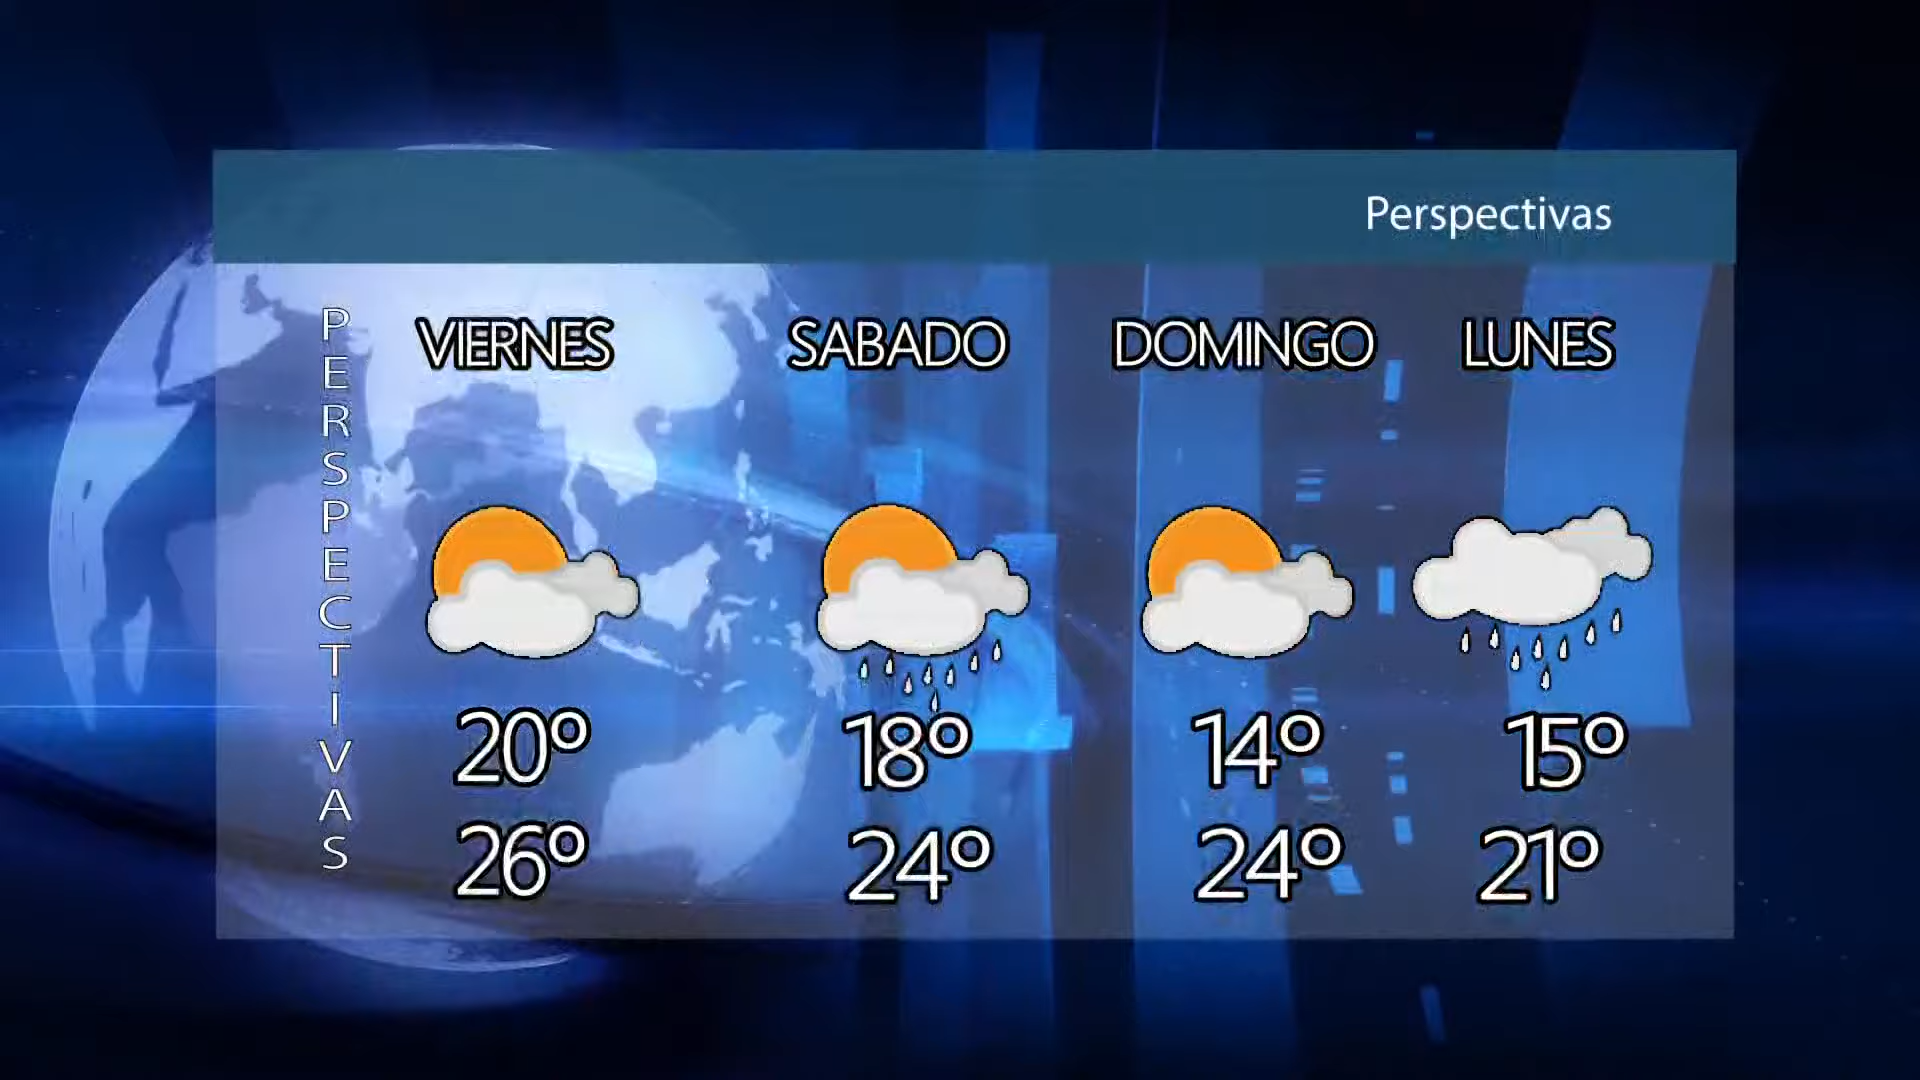 Perspectivas
PERSPECTIVAS
VIERNES SABADO DOMINGO LUNES
20º 18º 14º 15º
26º 24º 24º 21º